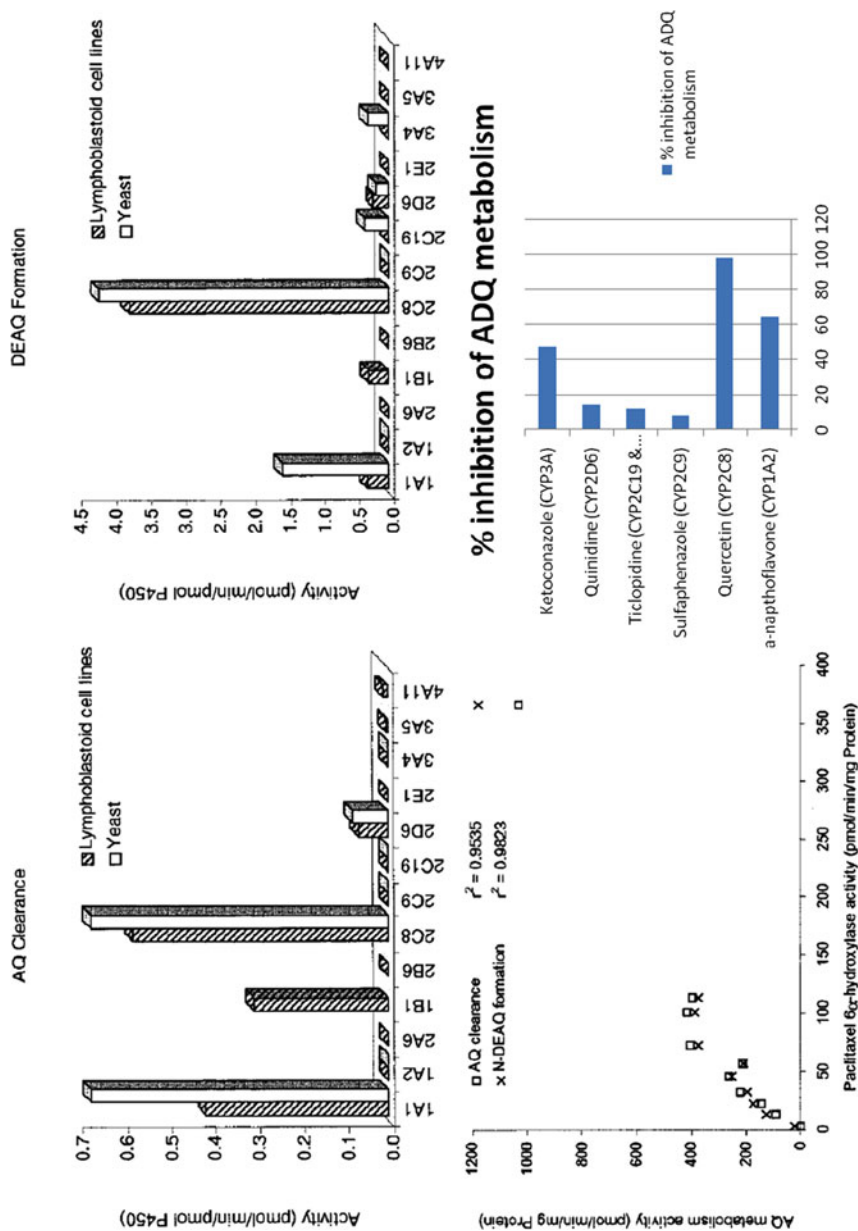 AQ Clearance
Lymphoblastoid cell lines
Yeast
Activity (pmol/min/pmol P450)
0.7
0.6
0.5
0.4
0.3
0.2
0.1
0.0
1A1
1A2
2A6
1B1
2B6
2C8
2C9
2C19
2D6
2E1
3A4
3A5
4A11
DEAQ Formation
Lymphoblastoid cell lines
Yeast
Activity (pmol/min/pmol P450)
4.5
4.0
3.5
3.0
2.5
2.0
1.5
1.0
0.5
0.0
1A1
1A2
2A6
1B1
2B6
2C8
2C9
2C19
2D6
2E1
3A4
3A5
4A11
AQ clearance r² = 0.9535
N-DEAQ formation r² = 0.9823
AQ metabolism activity (pmol/min/mg Protein)
1200
1000
800
600
400
200
0
0 50 100 150 200 250 300 350 400
Paclitaxel 6α-hydroxylase activity (pmol/min/mg Protein)
% inhibition of ADQ metabolism
Ketoconazole (CYP3A)
Quinidine (CYP2D6)
Ticlopidine (CYP2C19 &...
Sulfaphenazole (CYP2C9)
Quercetin (CYP2C8)
a-napthoflavone (CYP1A2)
0 20 40 60 80 100 120
% inhibition of ADQ
metabolism